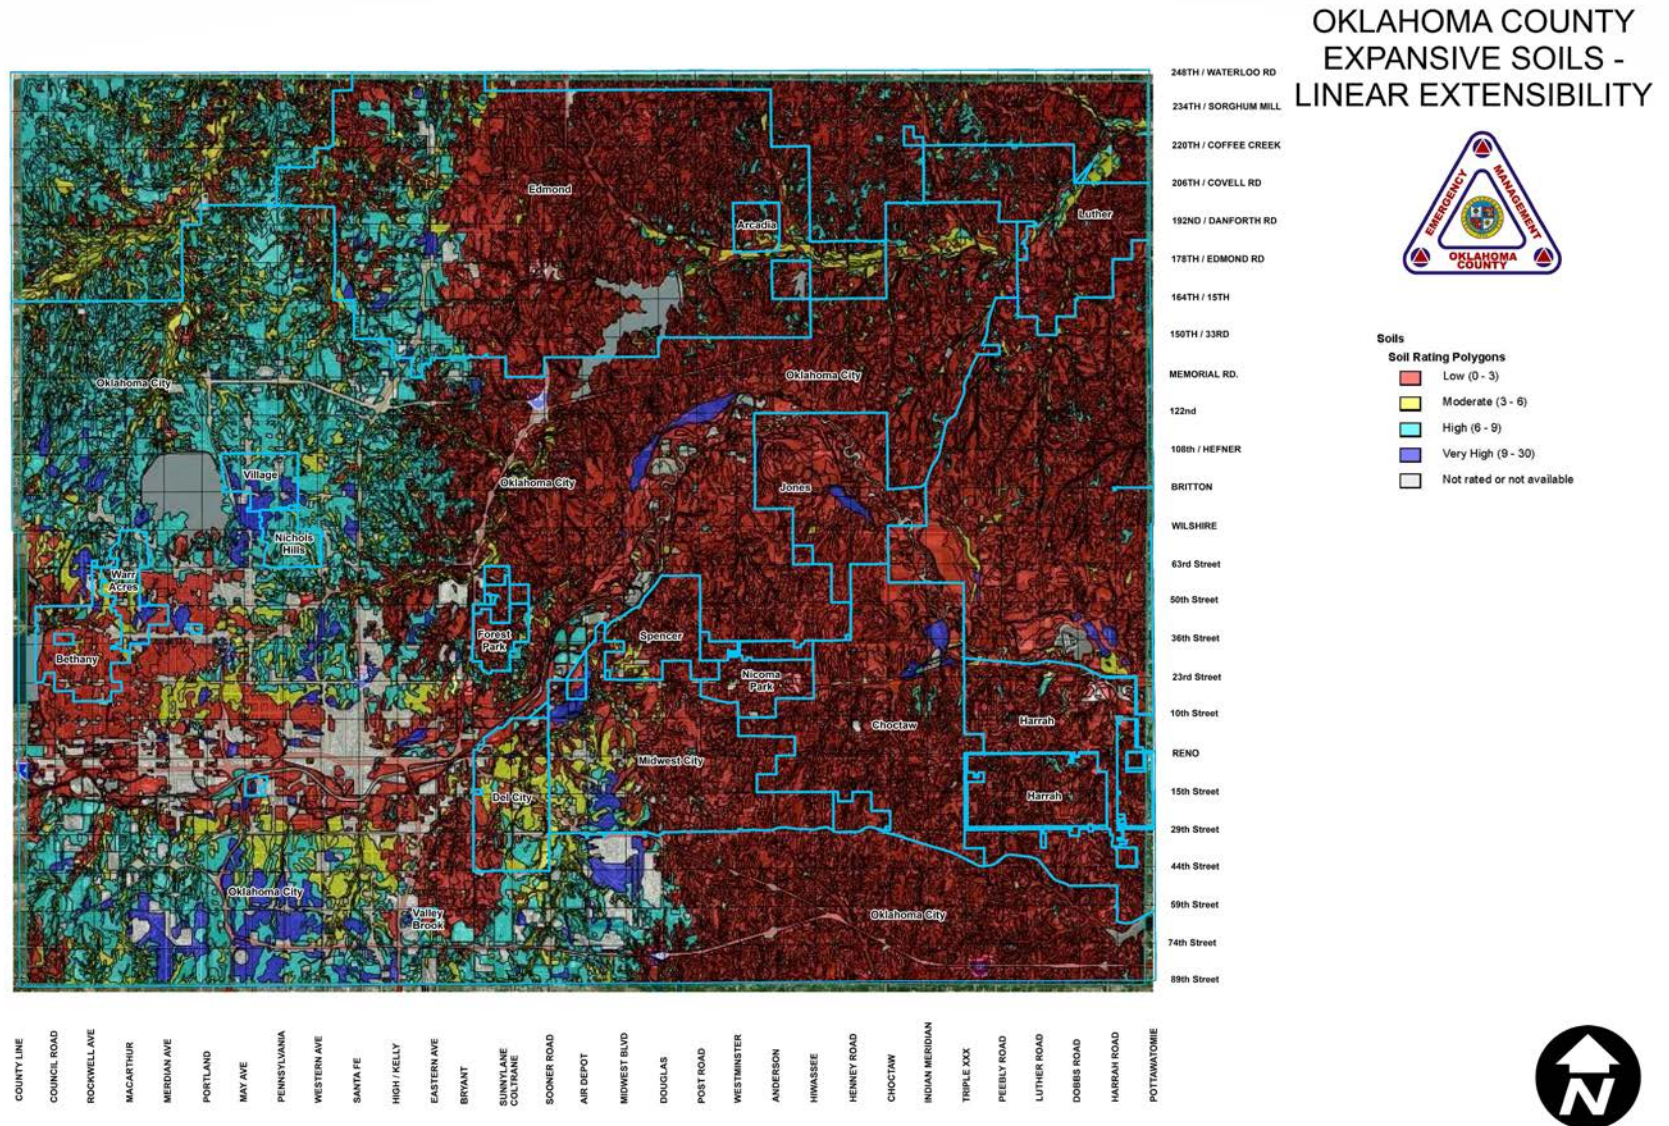 OKLAHOMA COUNTY
EXPANSIVE SOILS -
LINEAR EXTENSIBILITY
EMERGENCY
MANAGEMENT
OKLAHOMA
COUNTY
Soils
Soil Rating Polygons
Low (0 - 3)
Moderate (3 - 6)
High (6 - 9)
Very High (9 - 30)
Not rated or not available
248TH / WATERLOO RD
234TH / SORGHUM MILL
220TH / COFFEE CREEK
206TH / COVELL RD
192ND / DANFORTH RD
178TH / EDMOND RD
164TH / 15TH
150TH / 33RD
MEMORIAL RD.
122nd
108th / HEFNER
BRITTON
WILSHIRE
63rd Street
50th Street
36th Street
23rd Street
10th Street
RENO
15th Street
29th Street
44th Street
59th Street
74th Street
89th Street
Edmond
Arcadia
Luther
Oklahoma City
Oklahoma City
Village
Oklahoma City
Jones
Nichols
Hills
Warr
Acres
Forest
Park
Spencer
Bethany
Nicoma
Park
Choctaw
Harrah
Midwest City
Del City
Harrah
Oklahoma City
Valley
Brook
Oklahoma City
COUNTY LINE
COUNCIL ROAD
ROCKWELL AVE
MACARTHUR
MERDIAN AVE
PORTLAND
MAY AVE
PENNSYLVANIA
WESTERN AVE
SANTA FE
HIGH / KELLY
EASTERN AVE
BRYANT
SUNNYLANE
COLTRANE
SOONER ROAD
AIR DEPOT
MIDWEST BLVD
DOUGLAS
POST ROAD
WESTMINSTER
ANDERSON
HIWASSEE
HENNEY ROAD
CHOCTAW
INDIAN MERIDIAN
TRIPLE XXX
PEEBLY ROAD
LUTHER ROAD
DOBBS ROAD
HARRAH ROAD
POTTAWATOMIE
N